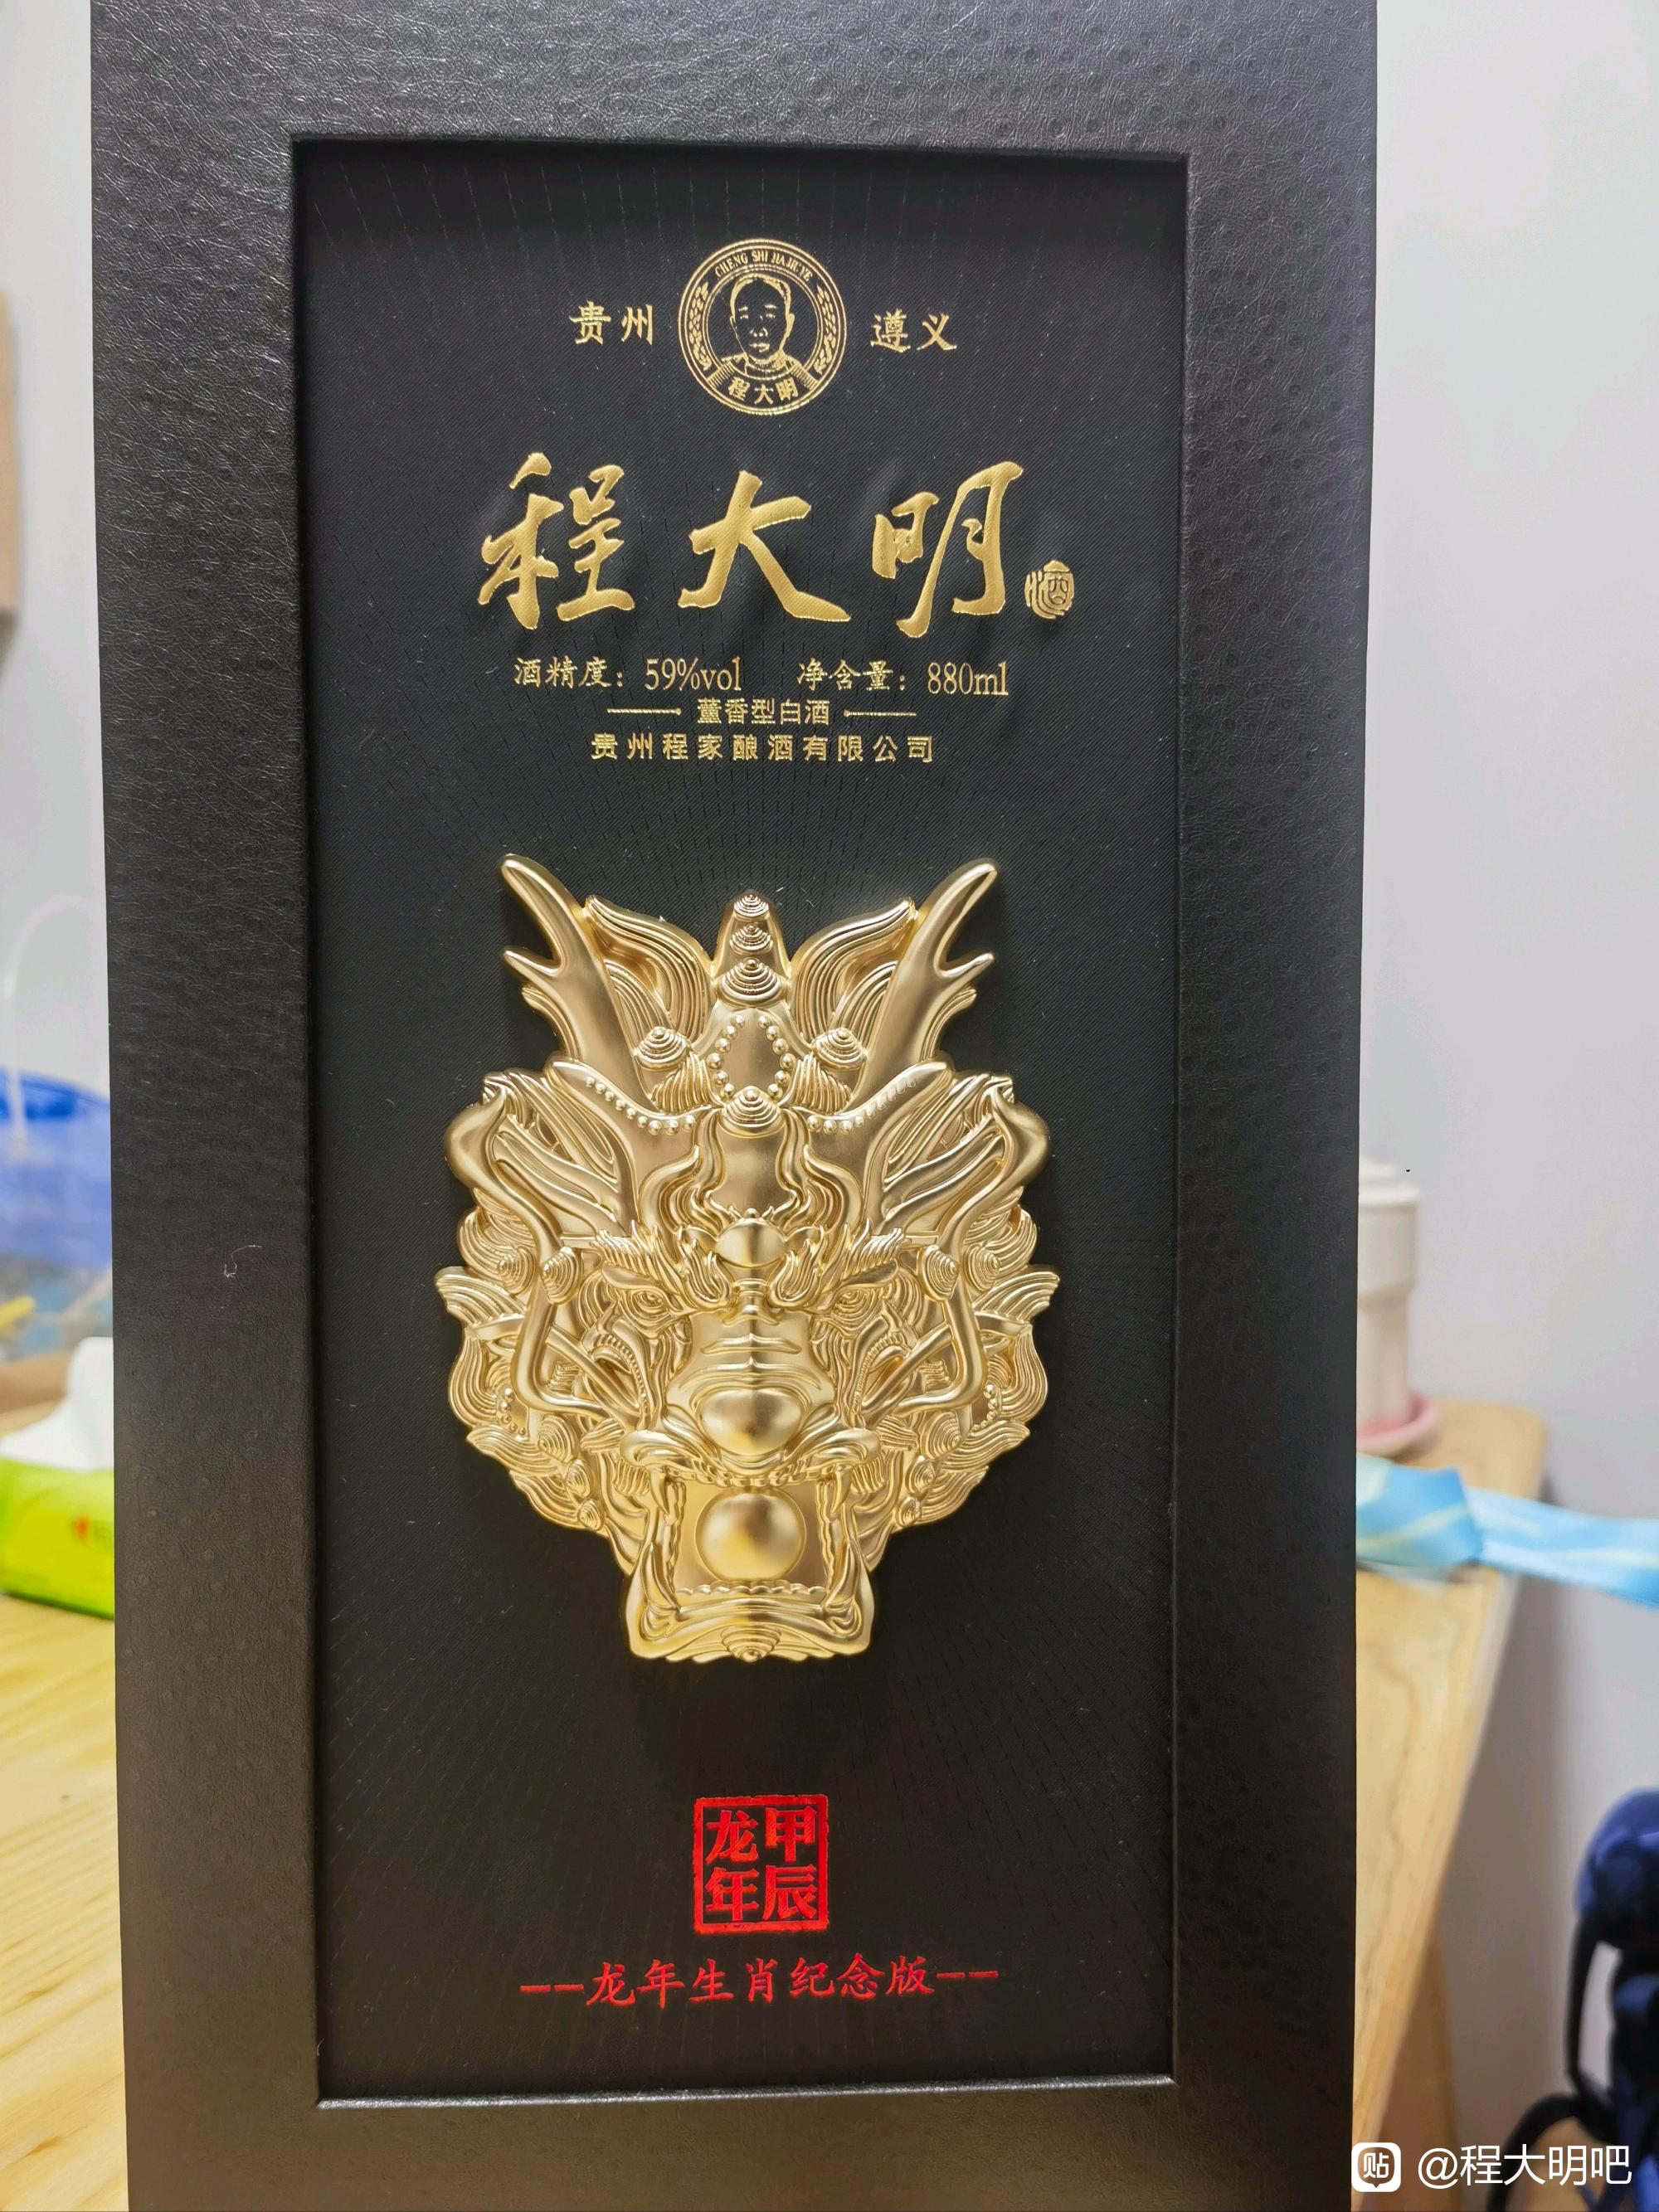 CHENG SHI JIA JIU YE
贵州 遵义
程大明
程大明 酒
酒精度：59%vol 净含量：880ml
董香型白酒
贵州程家酿酒有限公司
甲辰
龙年
——龙年生肖纪念版——
贴 @程大明吧